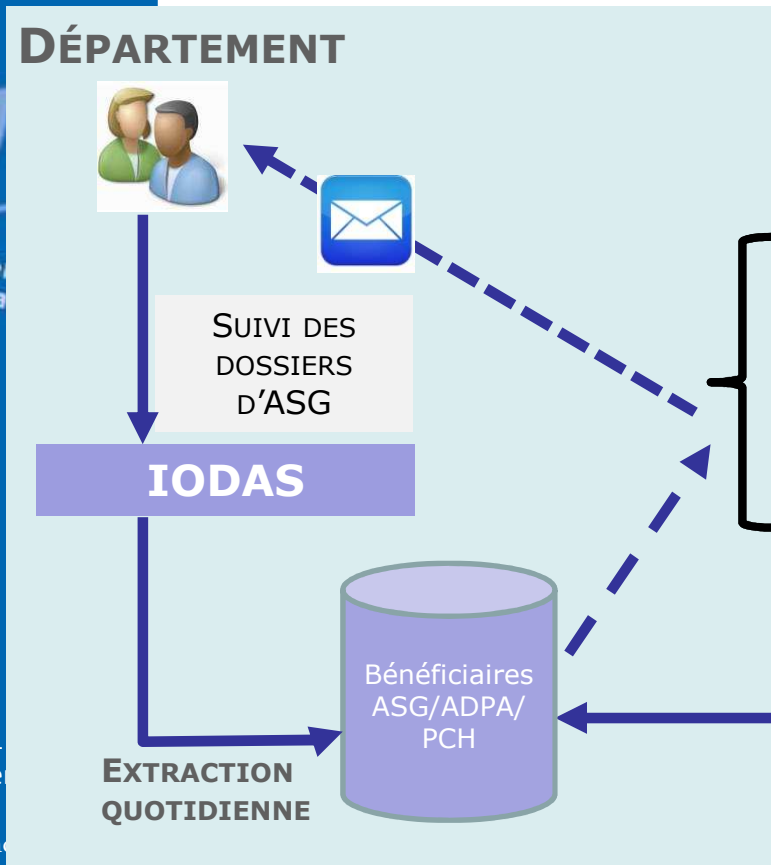 DÉPARTEMENT
SUIVI DES
DOSSIERS
D'ASG
IODAS
Bénéficiaires
ASG/ADPA/
PCH
EXTRACTION
QUOTIDIENNE